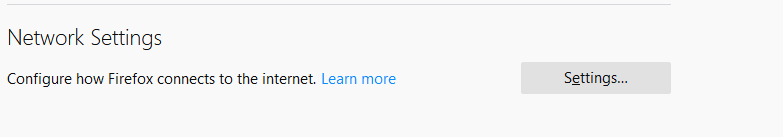 Network Settings
Configure how Firefox connects to the internet. Learn more Settings...